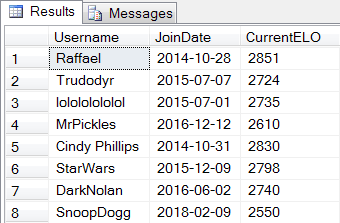 Results Messages
Username JoinDate CurrentELO
1 Raffael 2014-10-28 2851
2 Trudodyr 2015-07-07 2724
3 lololololololol 2015-07-01 2735
4 MrPickles 2016-12-12 2610
5 Cindy Phillips 2014-10-31 2830
6 StarWars 2015-12-09 2798
7 DarkNolan 2016-06-02 2740
8 SnoopDogg 2018-02-09 2550